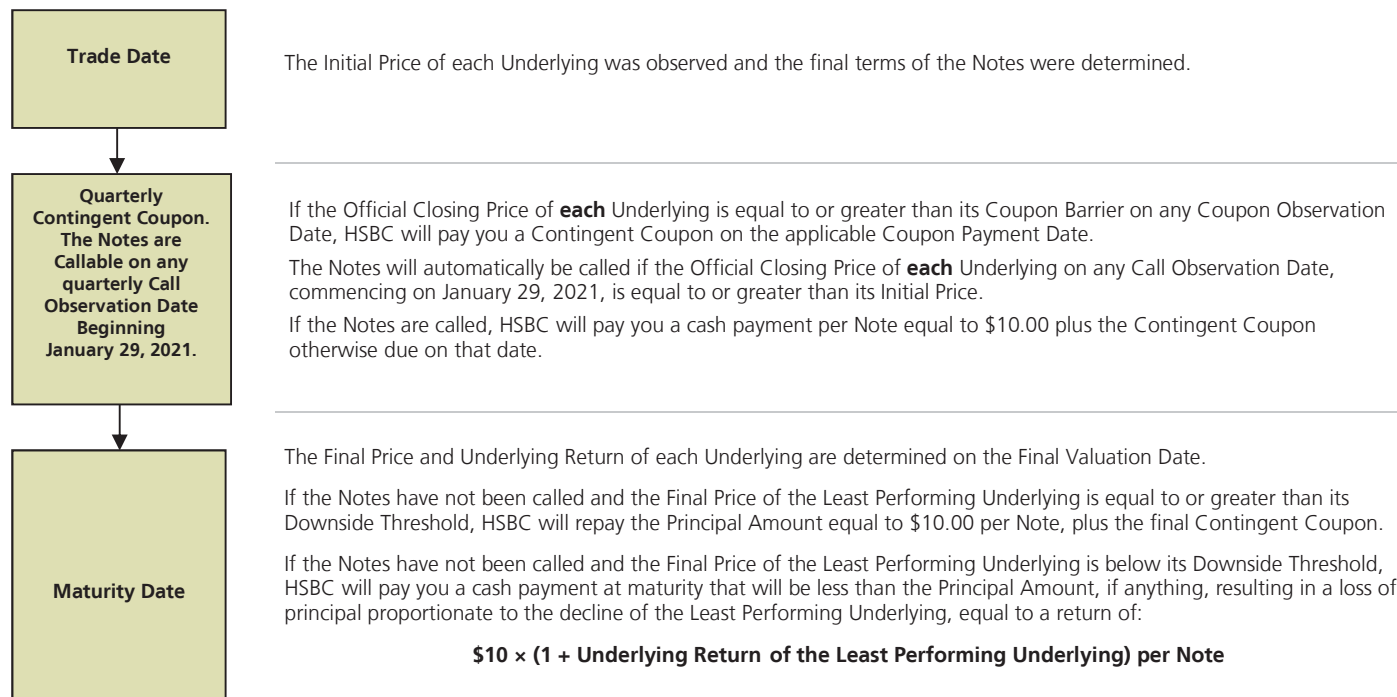 Trade Date
The Initial Price of each Underlying was observed and the final terms of the Notes were determined.
Quarterly
Contingent Coupon.
The Notes are
Callable on any
quarterly Call
Observation Date
Beginning
January 29, 2021.
If the Official Closing Price of each Underlying is equal to or greater than its Coupon Barrier on any Coupon Observation
Date, HSBC will pay you a Contingent Coupon on the applicable Coupon Payment Date.
The Notes will automatically be called if the Official Closing Price of each Underlying on any Call Observation Date,
commencing on January 29, 2021, is equal to or greater than its Initial Price.
If the Notes are called, HSBC will pay you a cash payment per Note equal to $10.00 plus the Contingent Coupon
otherwise due on that date.
Maturity Date
The Final Price and Underlying Return of each Underlying are determined on the Final Valuation Date.
If the Notes have not been called and the Final Price of the Least Performing Underlying is equal to or greater than its
Downside Threshold, HSBC will repay the Principal Amount equal to $10.00 per Note, plus the final Contingent Coupon.
If the Notes have not been called and the Final Price of the Least Performing Underlying is below its Downside Threshold,
HSBC will pay you a cash payment at maturity that will be less than the Principal Amount, if anything, resulting in a loss of
principal proportionate to the decline of the Least Performing Underlying, equal to a return of:
$10 × (1 + Underlying Return of the Least Performing Underlying) per Note